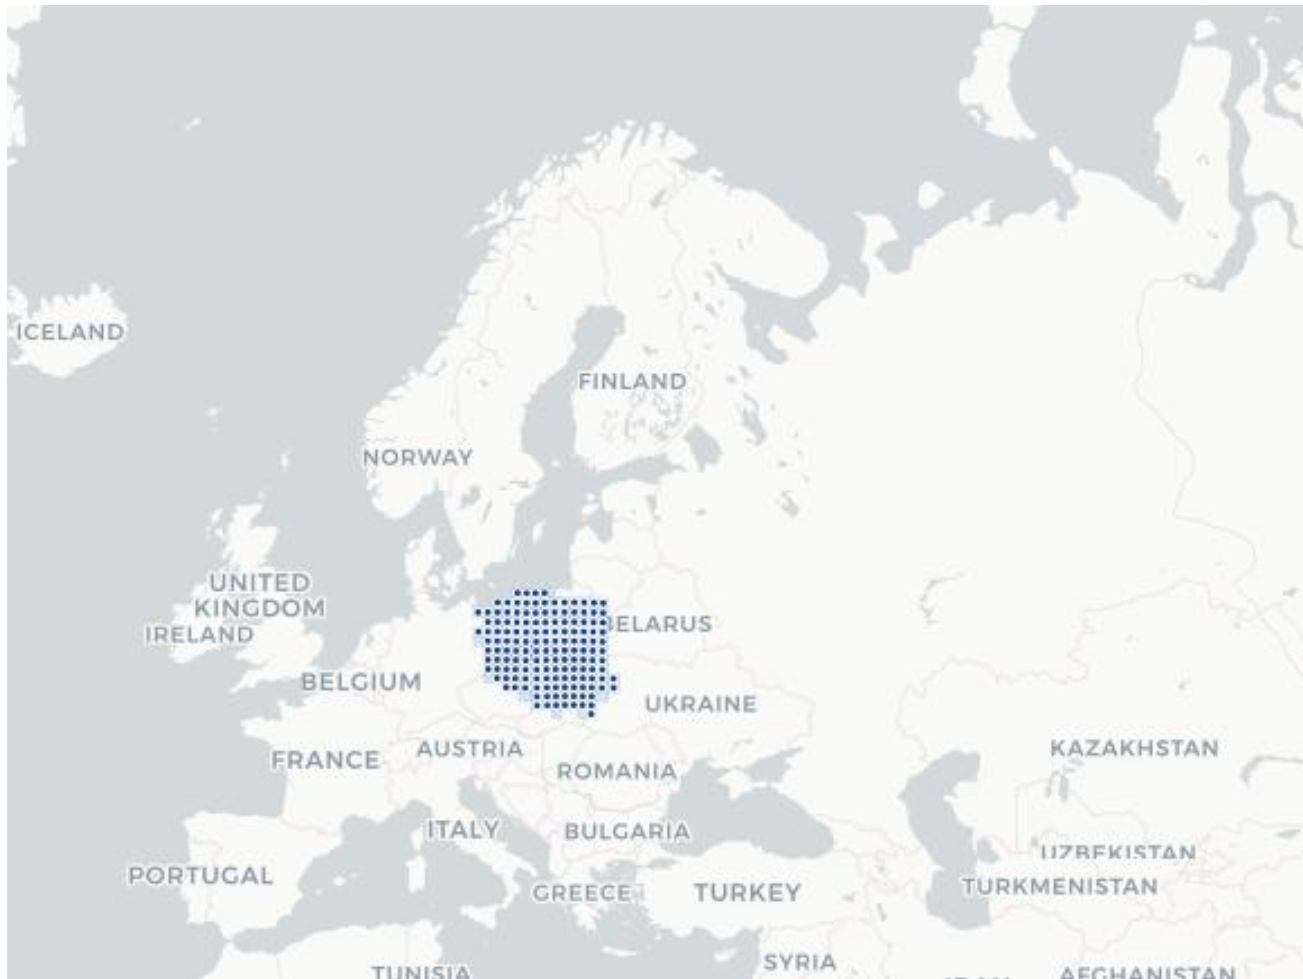 ICELAND
FINLAND
NORWAY
UNITED
KINGDOM
IRELAND
BELARUS
BELGIUM
UKRAINE
FRANCE
AUSTRIA
KAZAKHSTAN
ROMANIA
ITALY
BULGARIA
UZBEKISTAN
PORTUGAL
GREECE
TURKEY
TURKMENISTAN
SYRIA
TUNISIA
IRAN
AFGHANISTAN